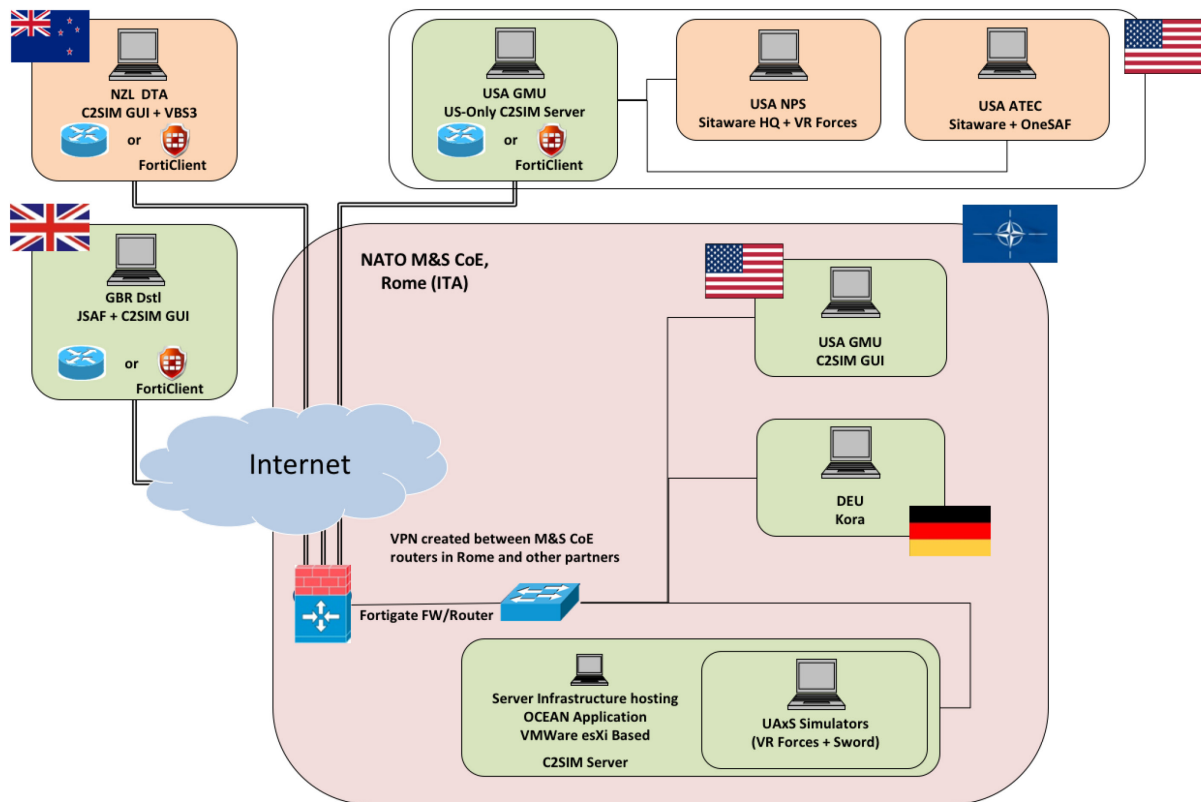 NZL DTA
C2SIM GUI + VBS3
or
FortiClient
USA GMU
US-Only C2SIM Server
or
FortiClient
USA NPS
Sitaware HQ + VR Forces
USA ATEC
Sitaware + OneSAF
GBR Dstl
JSAF + C2SIM GUI
or
FortiClient
NATO M&S CoE,
Rome (ITA)
USA GMU
C2SIM GUI
Internet
DEU
Kora
VPN created between M&S CoE
routers in Rome and other partners
Fortigate FW/Router
Server Infrastructure hosting
OCEAN Application
VMWare esXi Based
C2SIM Server
UAxS Simulators
(VR Forces + Sword)